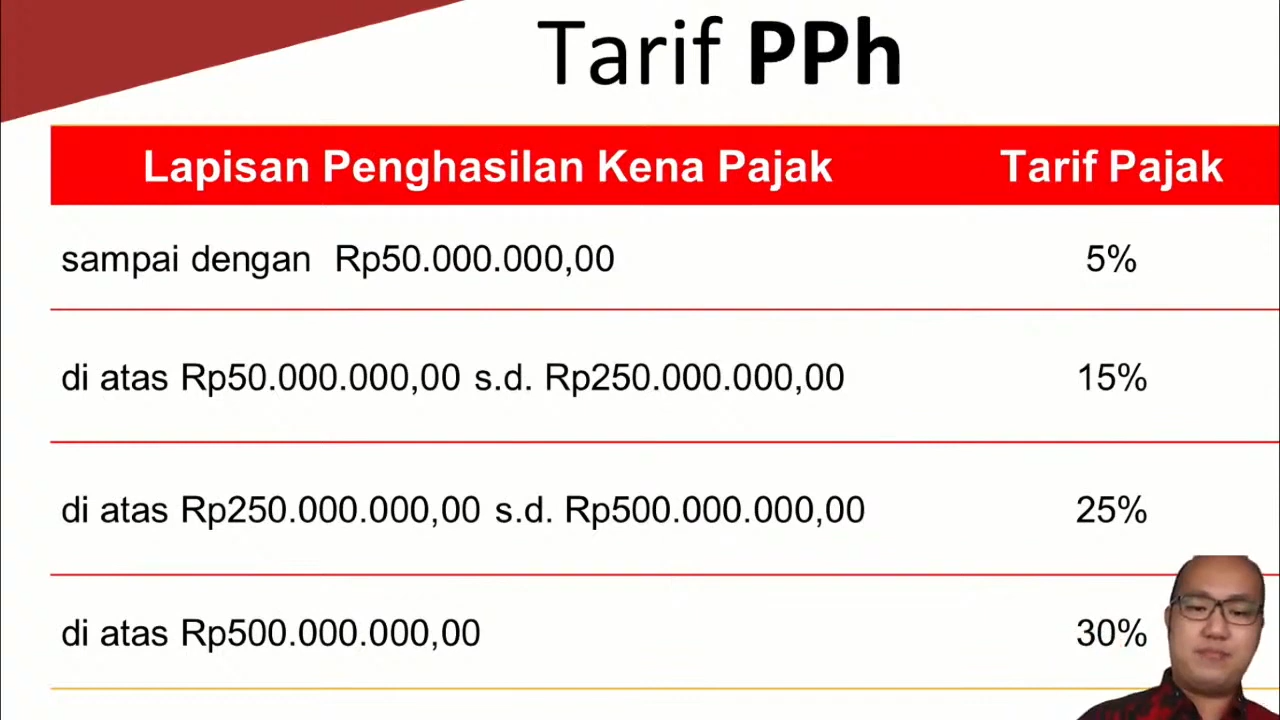 Tarif PPh
Lapisan Penghasilan Kena Pajak Tarif Pajak
sampai dengan Rp50.000.000,00 5%
di atas Rp50.000.000,00 s.d. Rp250.000.000,00 15%
di atas Rp250.000.000,00 s.d. Rp500.000.000,00 25%
di atas Rp500.000.000,00 30%